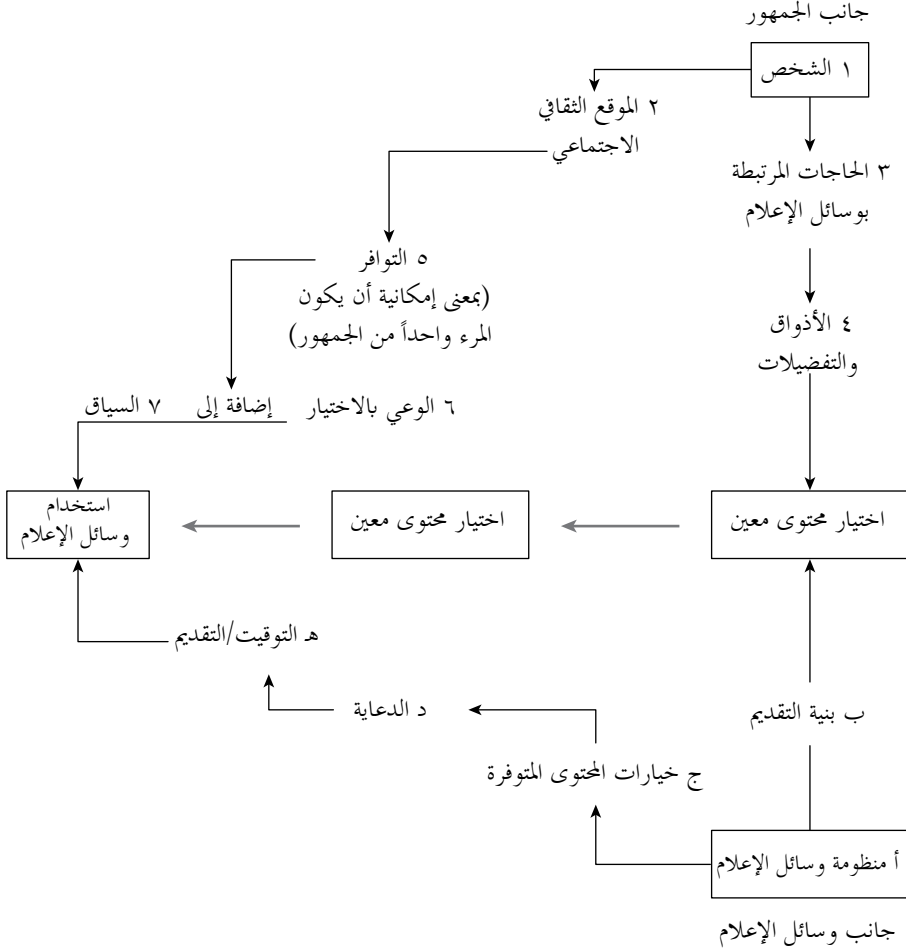 جانب الجمهور
١ الشخص
٢ الموقع الثقافي
الاجتماعي
٣ الحاجات المرتبطة
بوسائل الإعلام
٥ التوافر
(بمعنى إمكانية أن يكون
المرء واحداً من الجمهور)
٤ الأذواق
والتفضيلات
٦ الوعي بالاختيار إضافة إلى ٧ السياق
اختيار محتوى معين
اختيار محتوى معين
استخدام
وسائل الإعلام
هـ التوقيت/التقديم
ب بنية التقديم
د الدعاية
ج خيارات المحتوى المتوفرة
أ منظومة وسائل الإعلام
جانب وسائل الإعلام